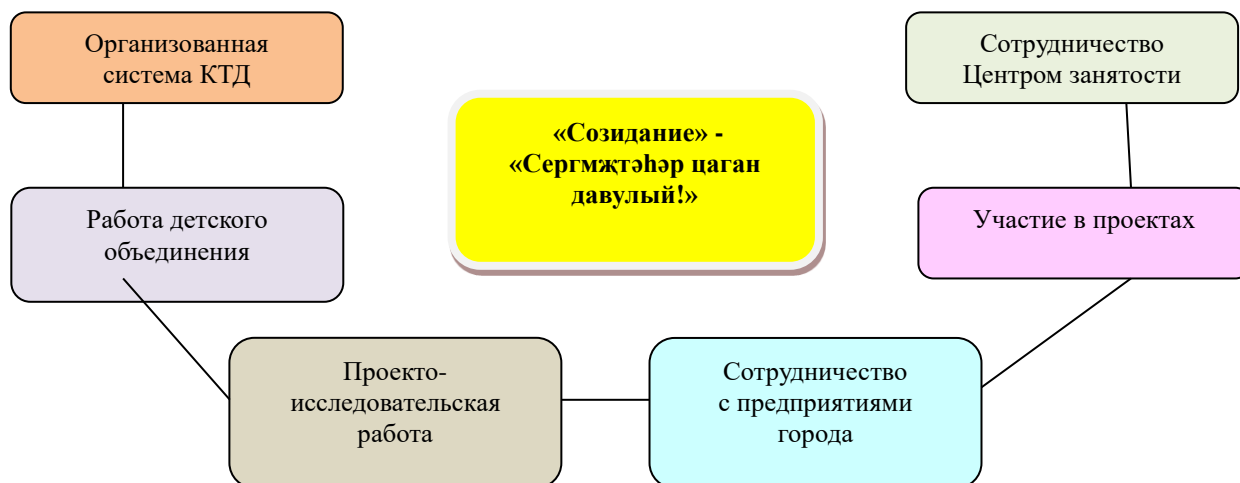 Организованная
система КТД
Сотрудничество
Центром занятости
«Созидание» -
«Сергмҗтәһәр цаган
давулый!»
Работа детского
объединения
Участие в проектах
Проекто-
исследовательская
работа
Сотрудничество
с предприятиями
города